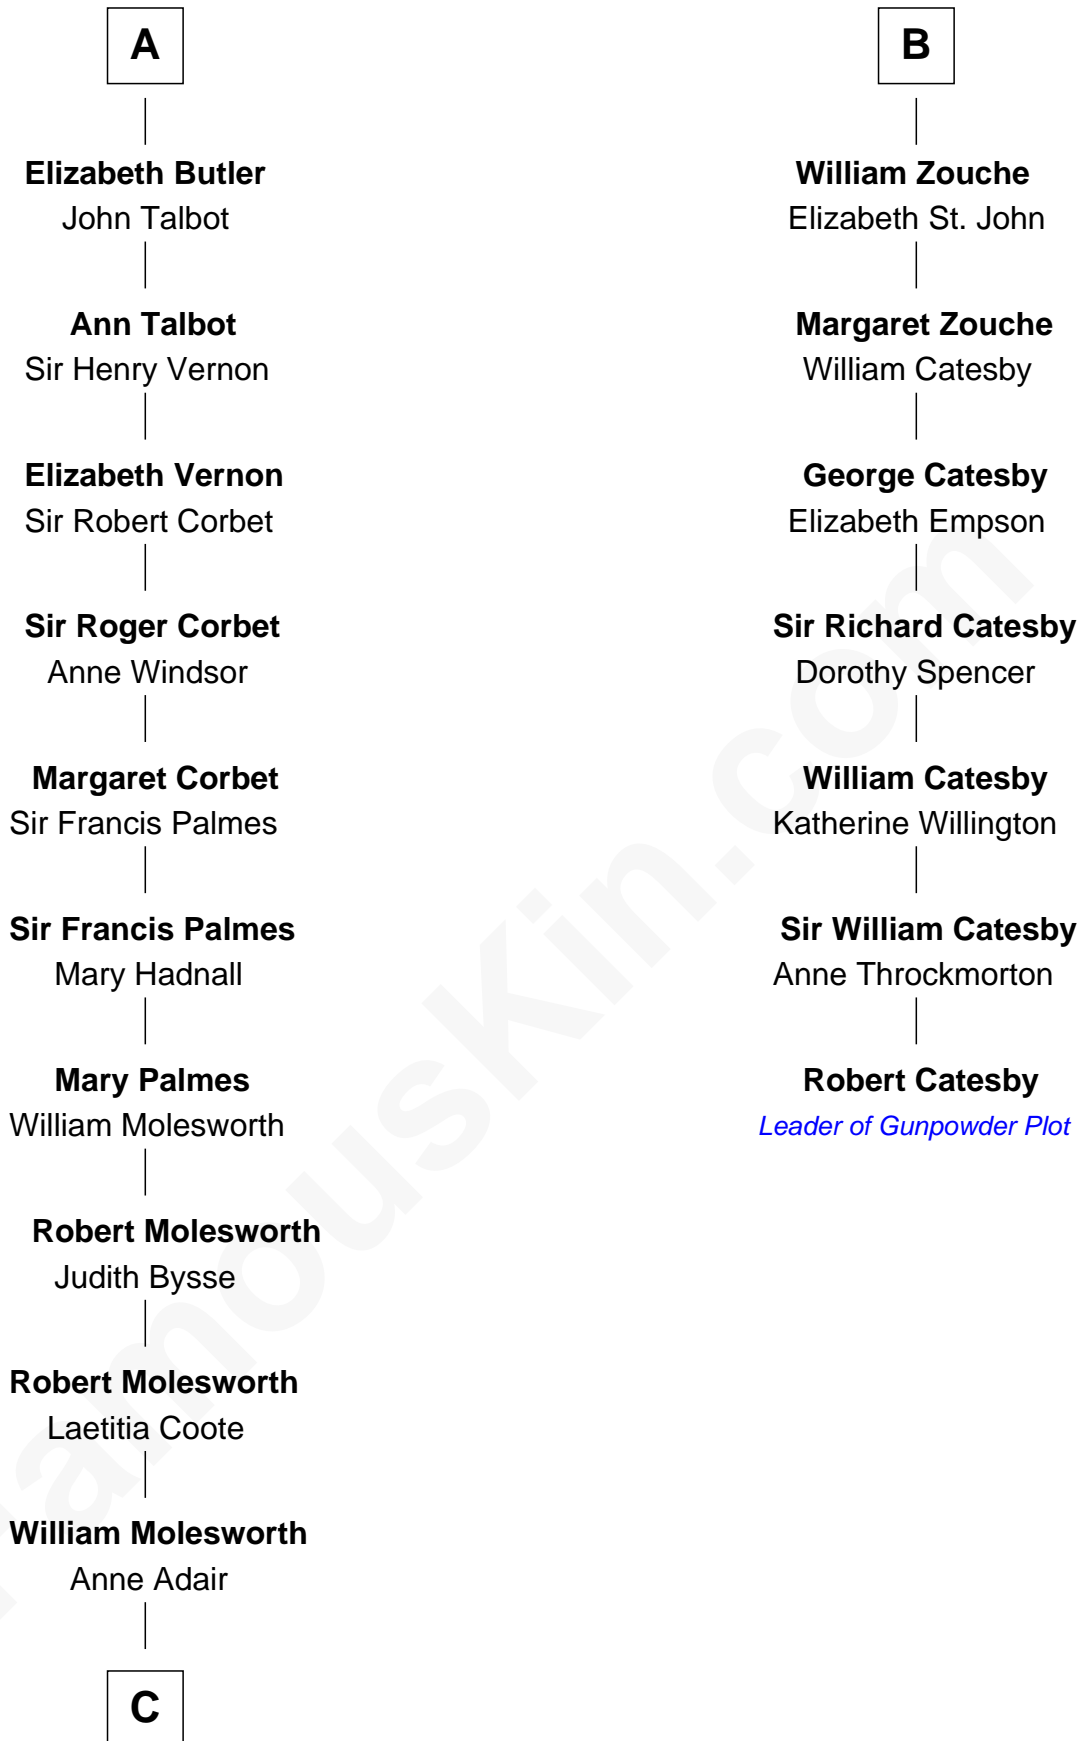 A
Elizabeth Butler
John Talbot
Ann Talbot
Sir Henry Vernon
Elizabeth Vernon
Sir Robert Corbet
Sir Roger Corbet
Anne Windsor
Margaret Corbet
Sir Francis Palmes
Sir Francis Palmes
Mary Hadnall
Mary Palmes
William Molesworth
Robert Molesworth
Judith Bysse
Robert Molesworth
Laetitia Coote
William Molesworth
Anne Adair
C
B
William Zouche
Elizabeth St. John
Margaret Zouche
William Catesby
George Catesby
Elizabeth Empson
Sir Richard Catesby
Dorothy Spencer
William Catesby
Katherine Willington
Sir William Catesby
Anne Throckmorton
Robert Catesby
Leader of Gunpowder Plot
FamousKin.com